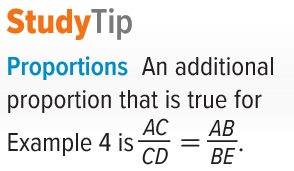 StudyTip
Proportions An additional
proportion that is true for
Example 4 is AC/CD = AB/BE.